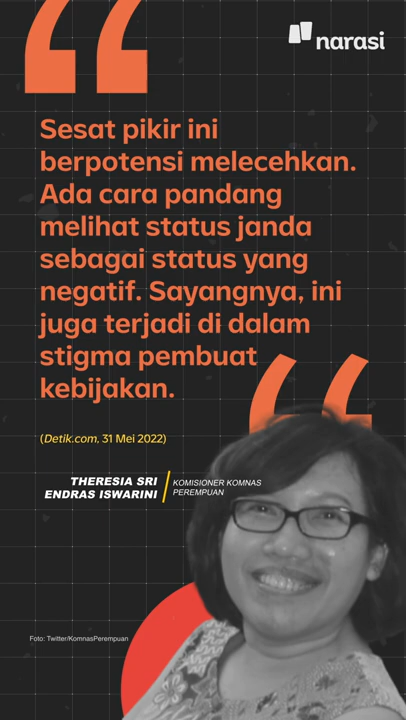 narasi
Sesat pikir ini
berpotensi melecehkan.
Ada cara pandang
melihat status janda
sebagai status yang
negatif. Sayangnya, ini
juga terjadi di dalam
stigma pembuat
kebijakan.
(Detik.com, 31 Mei 2022)
THERESIA SRI
ENDRAS ISWARINI
KOMISIONER KOMNAS
PEREMPUAN
Foto: Twitter/KomnasPerempuan